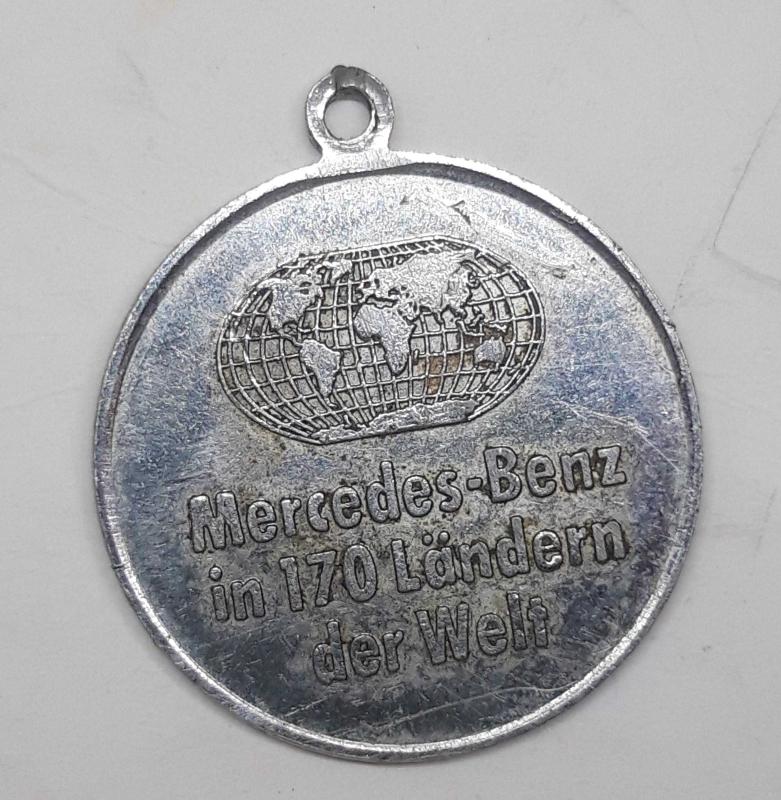 Mercedes-Benz
in 170 Ländern
der Welt